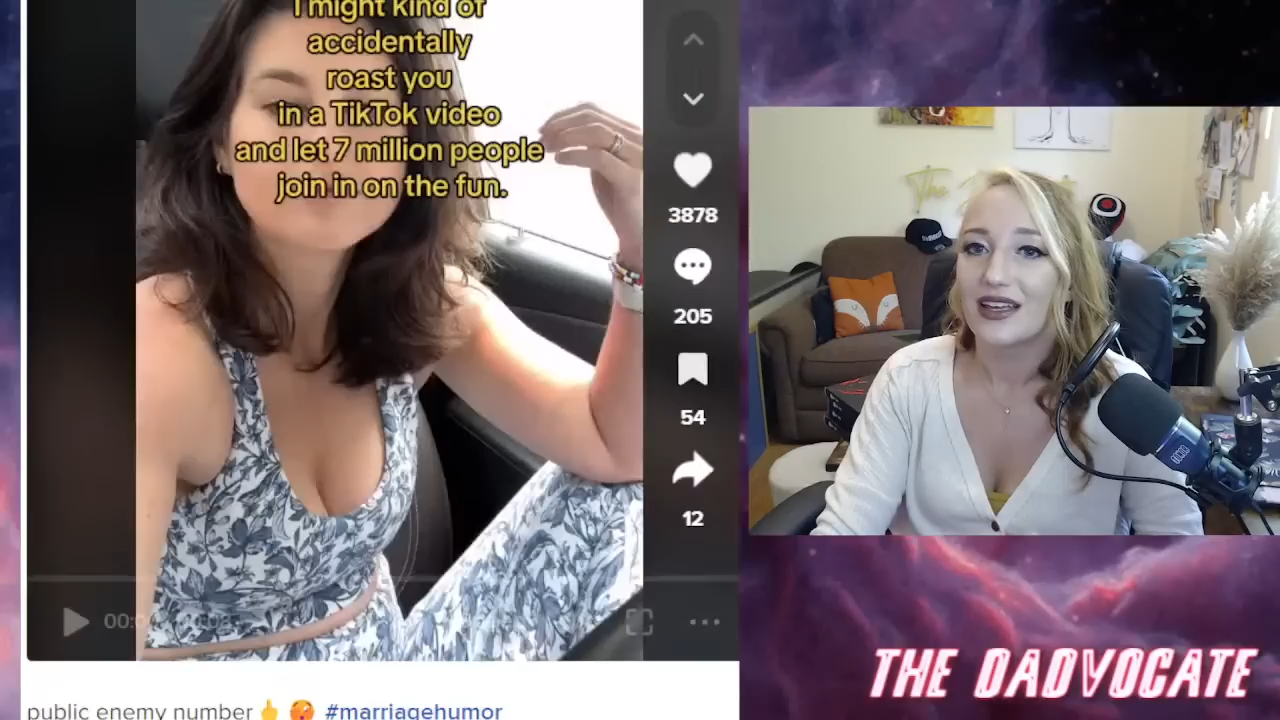 I might kind of
accidentally
roast you
in a TikTok video
and let 7 million people
join in on the fun.
3878
205
54
12
public enemy number 🖕 🥵 #marriagehumor
THE DADVOCATE